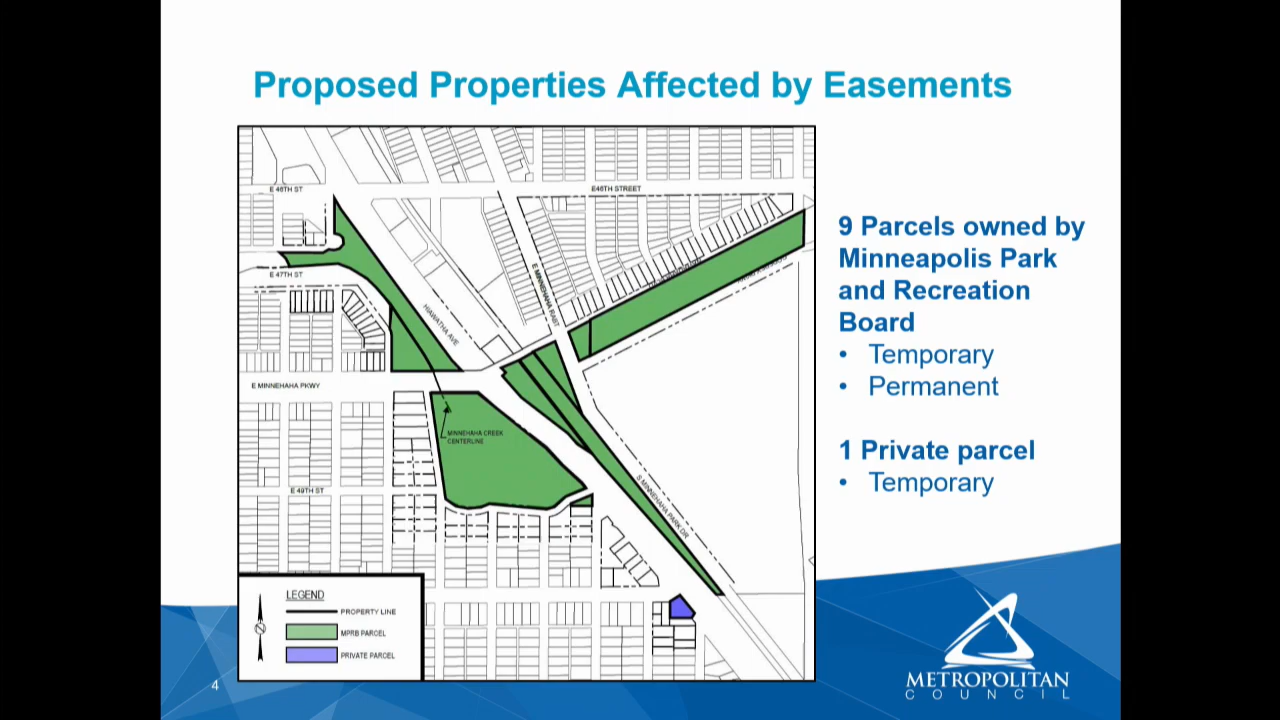 Proposed Properties Affected by Easements
E 46TH ST
E46TH STREET
E 47TH ST
HIAWATHA AVE
E MINNEHAHA PKWY
MINNEHAHA CREEK
CENTERLINE
E 49TH ST
S MINNEHAHA PARK DR
LEGEND
PROPERTY LINE
MPRB PARCEL
PRIVATE PARCEL
9 Parcels owned by
Minneapolis Park
and Recreation
Board
• Temporary
• Permanent
1 Private parcel
• Temporary
4
METROPOLITAN
COUNCIL